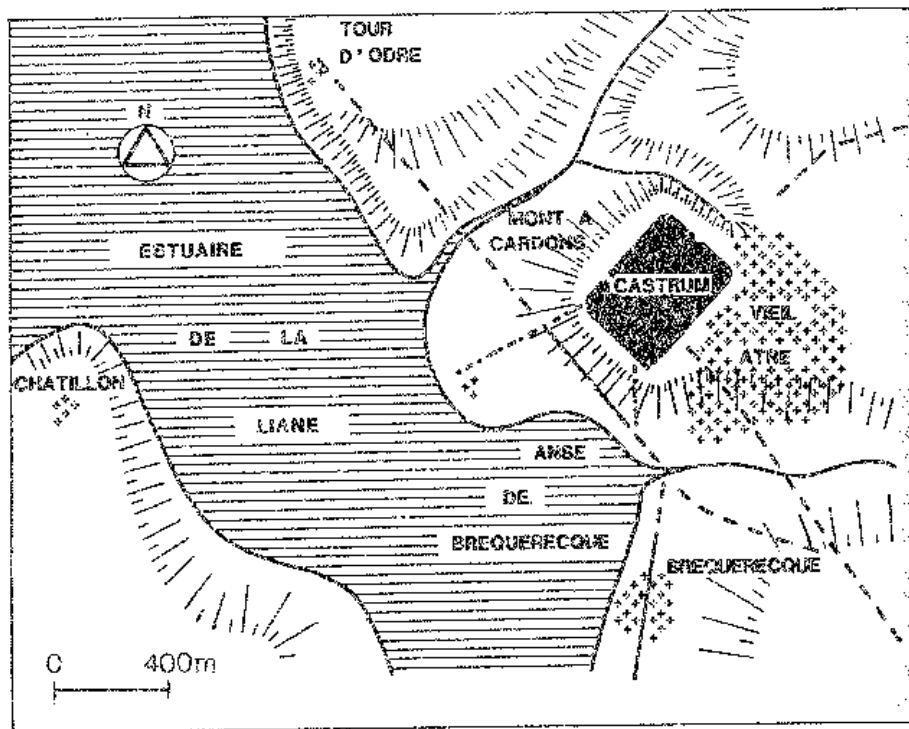 TOUR
D'ODRE
N
MONT A
CARDONS
ESTUAIRE
CASTRUM
VIEIL
DE LA
ATRE
CHATILLON
LIANE
ANSE
DE
BREQUERECQUE
BREQUERECQUE
0 400m